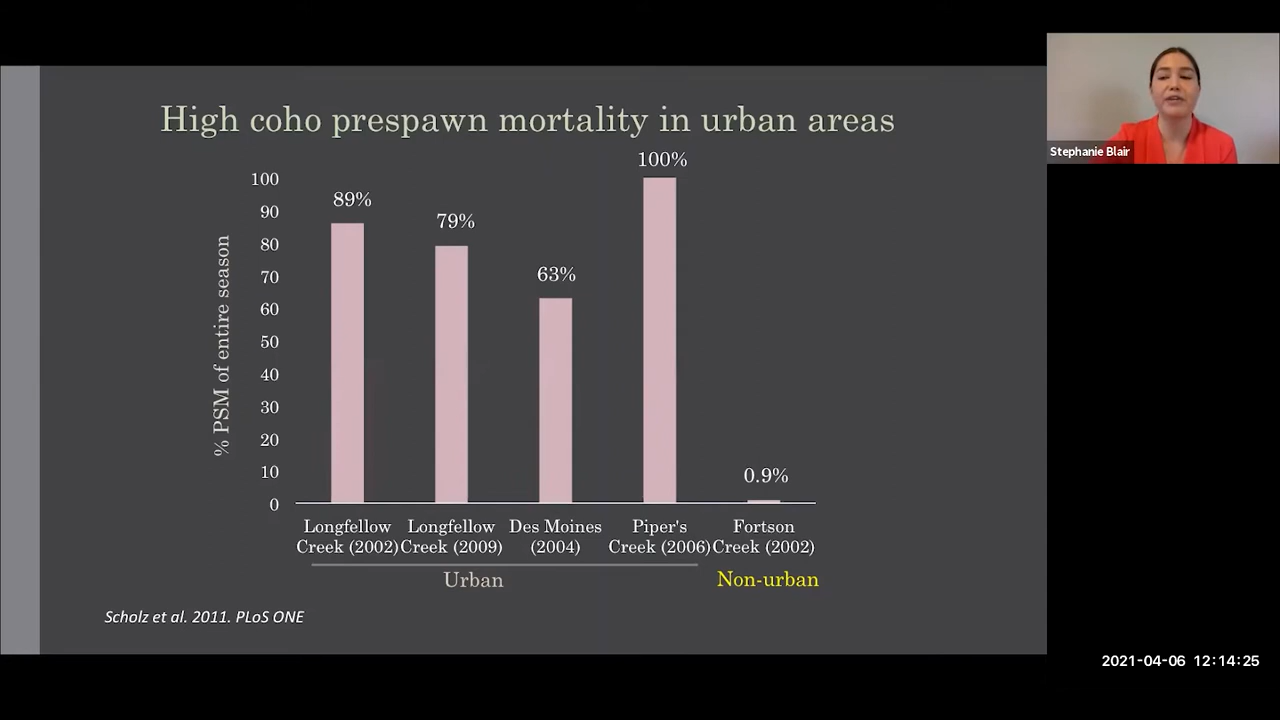 High coho prespawn mortality in urban areas
Stephanie Blair
% PSM of entire season
100
90
80
70
60
50
40
30
20
10
0
89%
79%
63%
100%
0.9%
Longfellow Creek (2002)
Longfellow Creek (2009)
Des Moines (2004)
Piper's Creek (2006)
Fortson Creek (2002)
Urban
Non-urban
Scholz et al. 2011. PLoS ONE
2021-04-06 12:14:25